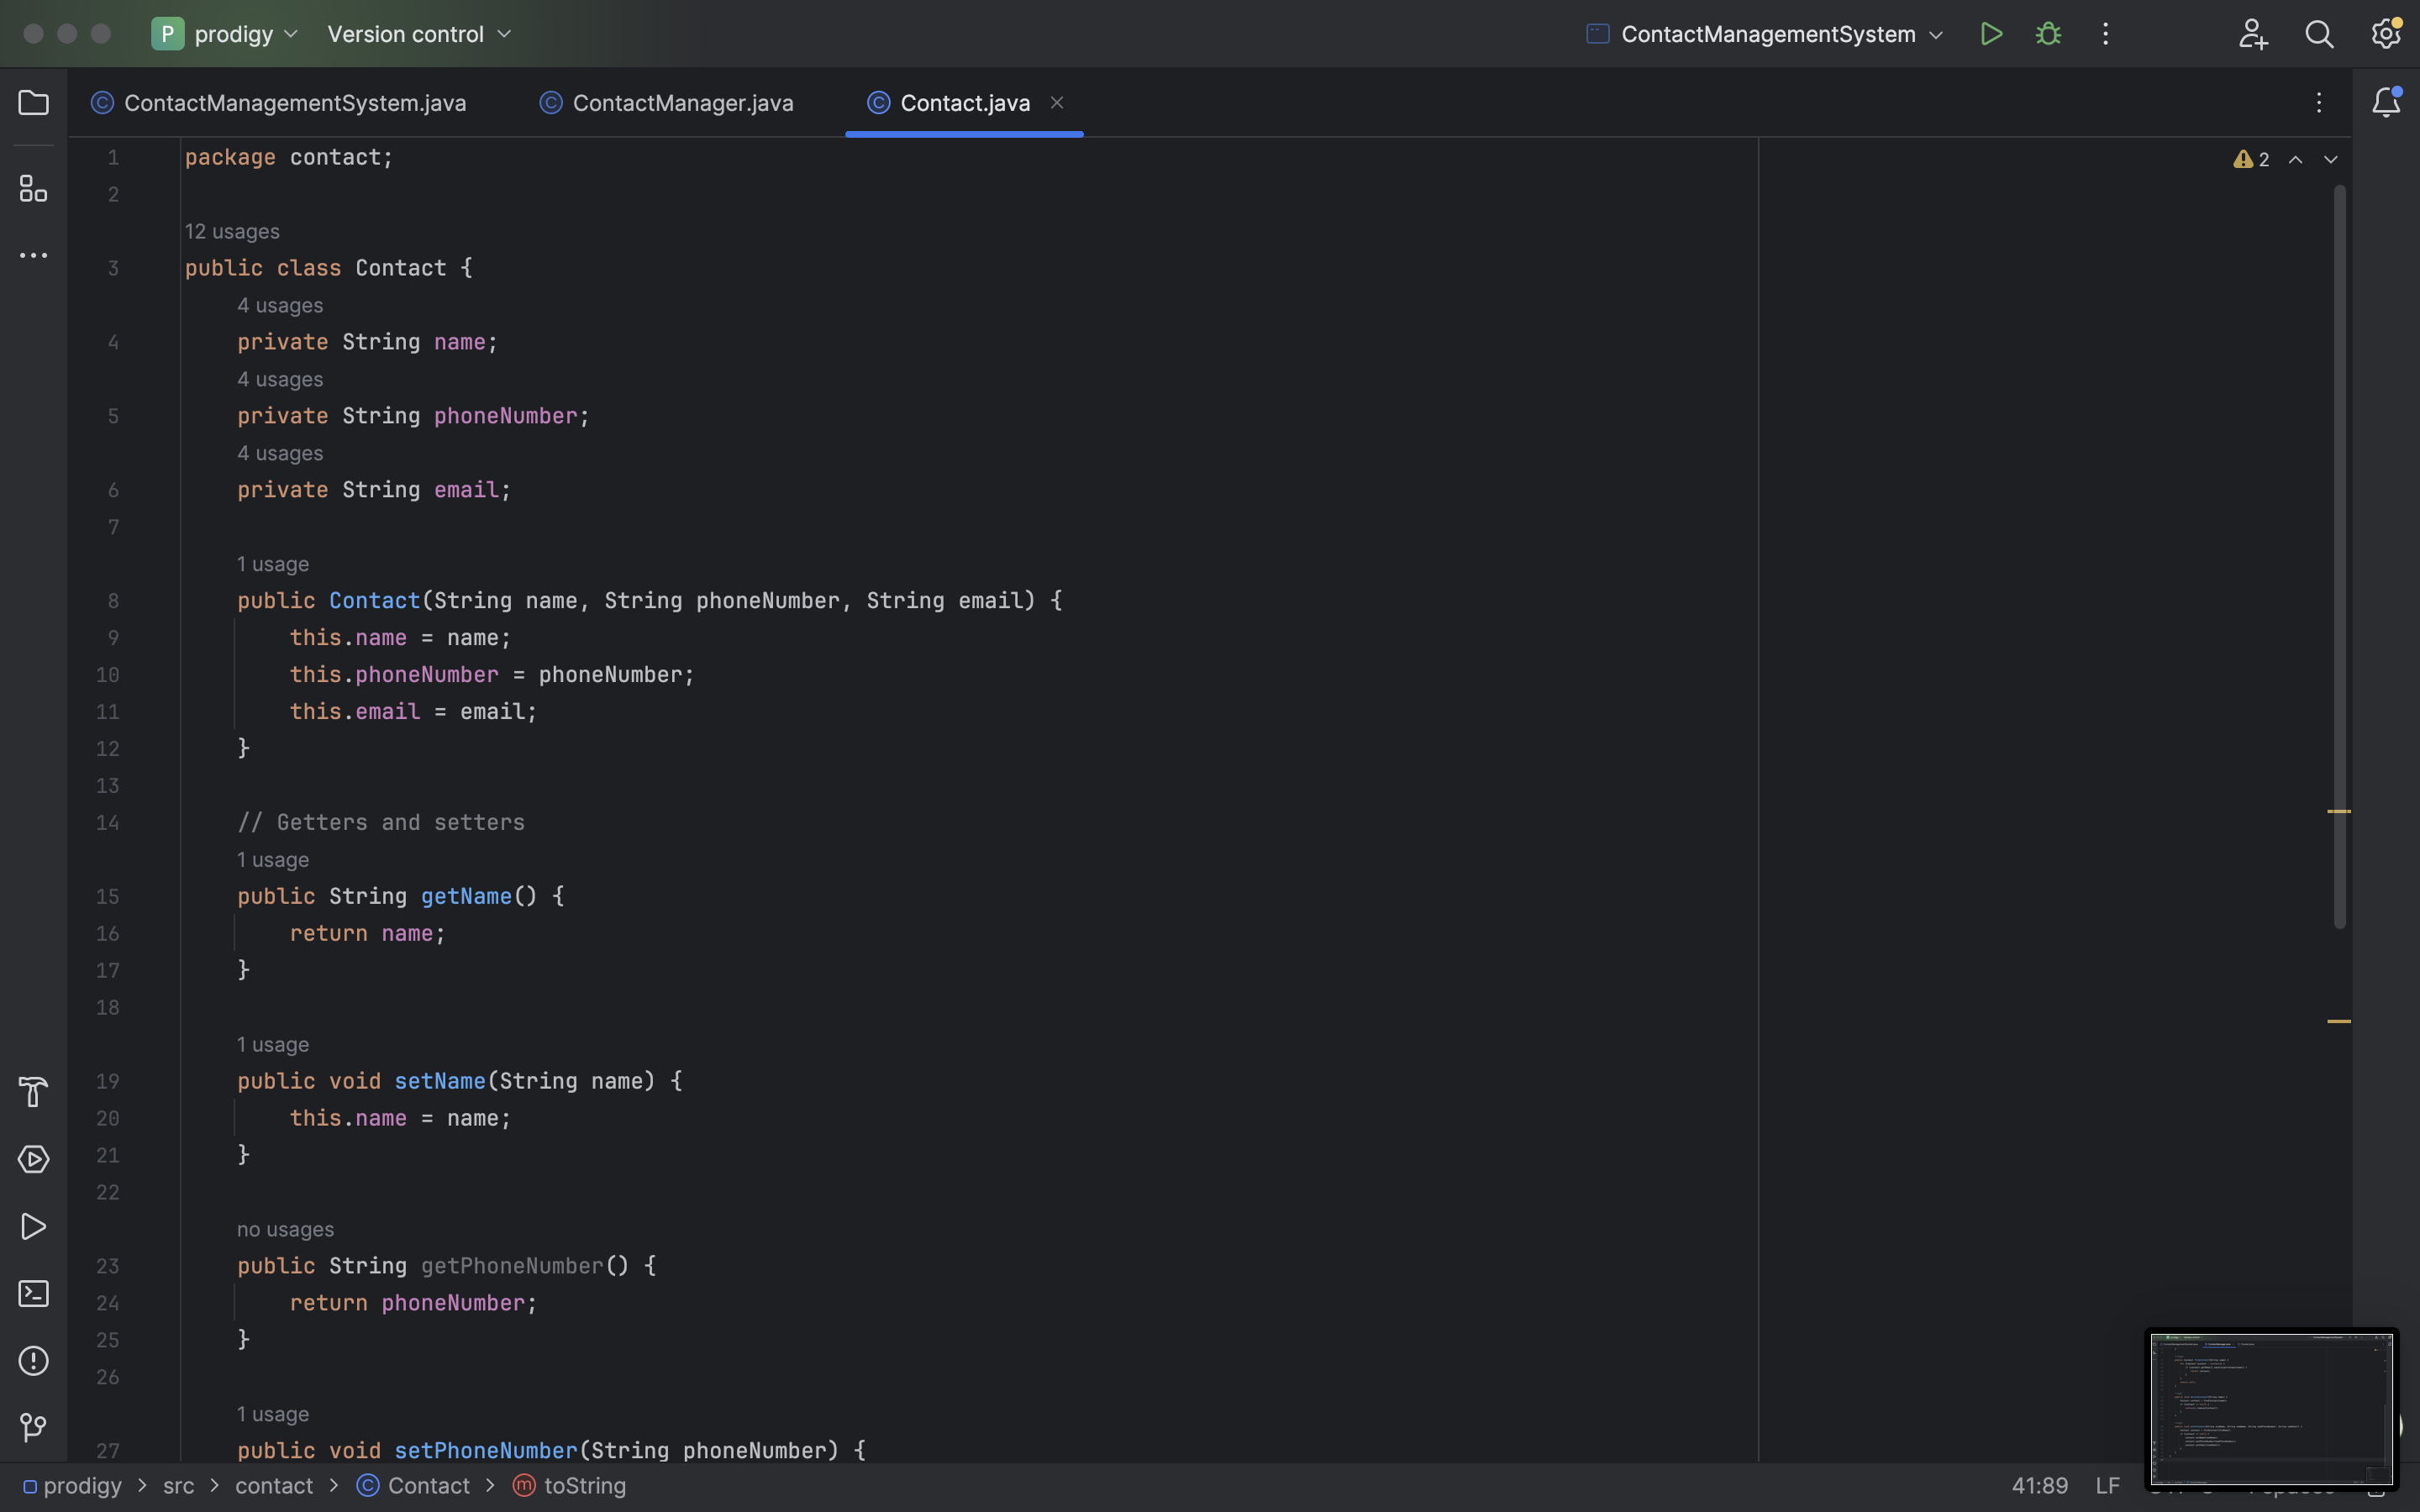 P prodigy Version control ContactManagementSystem
ContactManagementSystem.java ContactManager.java Contact.java
2
1 package contact;
2
12 usages
3 public class Contact {
4 usages
4 private String name;
4 usages
5 private String phoneNumber;
4 usages
6 private String email;
7
1 usage
8 public Contact(String name, String phoneNumber, String email) {
9 this.name = name;
10 this.phoneNumber = phoneNumber;
11 this.email = email;
12 }
13
14 // Getters and setters
1 usage
15 public String getName() {
16 return name;
17 }
18
1 usage
19 public void setName(String name) {
20 this.name = name;
21 }
22
no usages
23 public String getPhoneNumber() {
24 return phoneNumber;
25 }
26
1 usage
27 public void setPhoneNumber(String phoneNumber) {
prodigy > src > contact > Contact > toString 41:89 LF